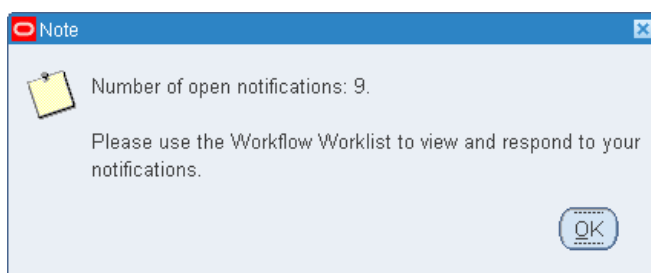 Note
Number of open notifications: 9.
Please use the Workflow Worklist to view and respond to your
notifications.
OK